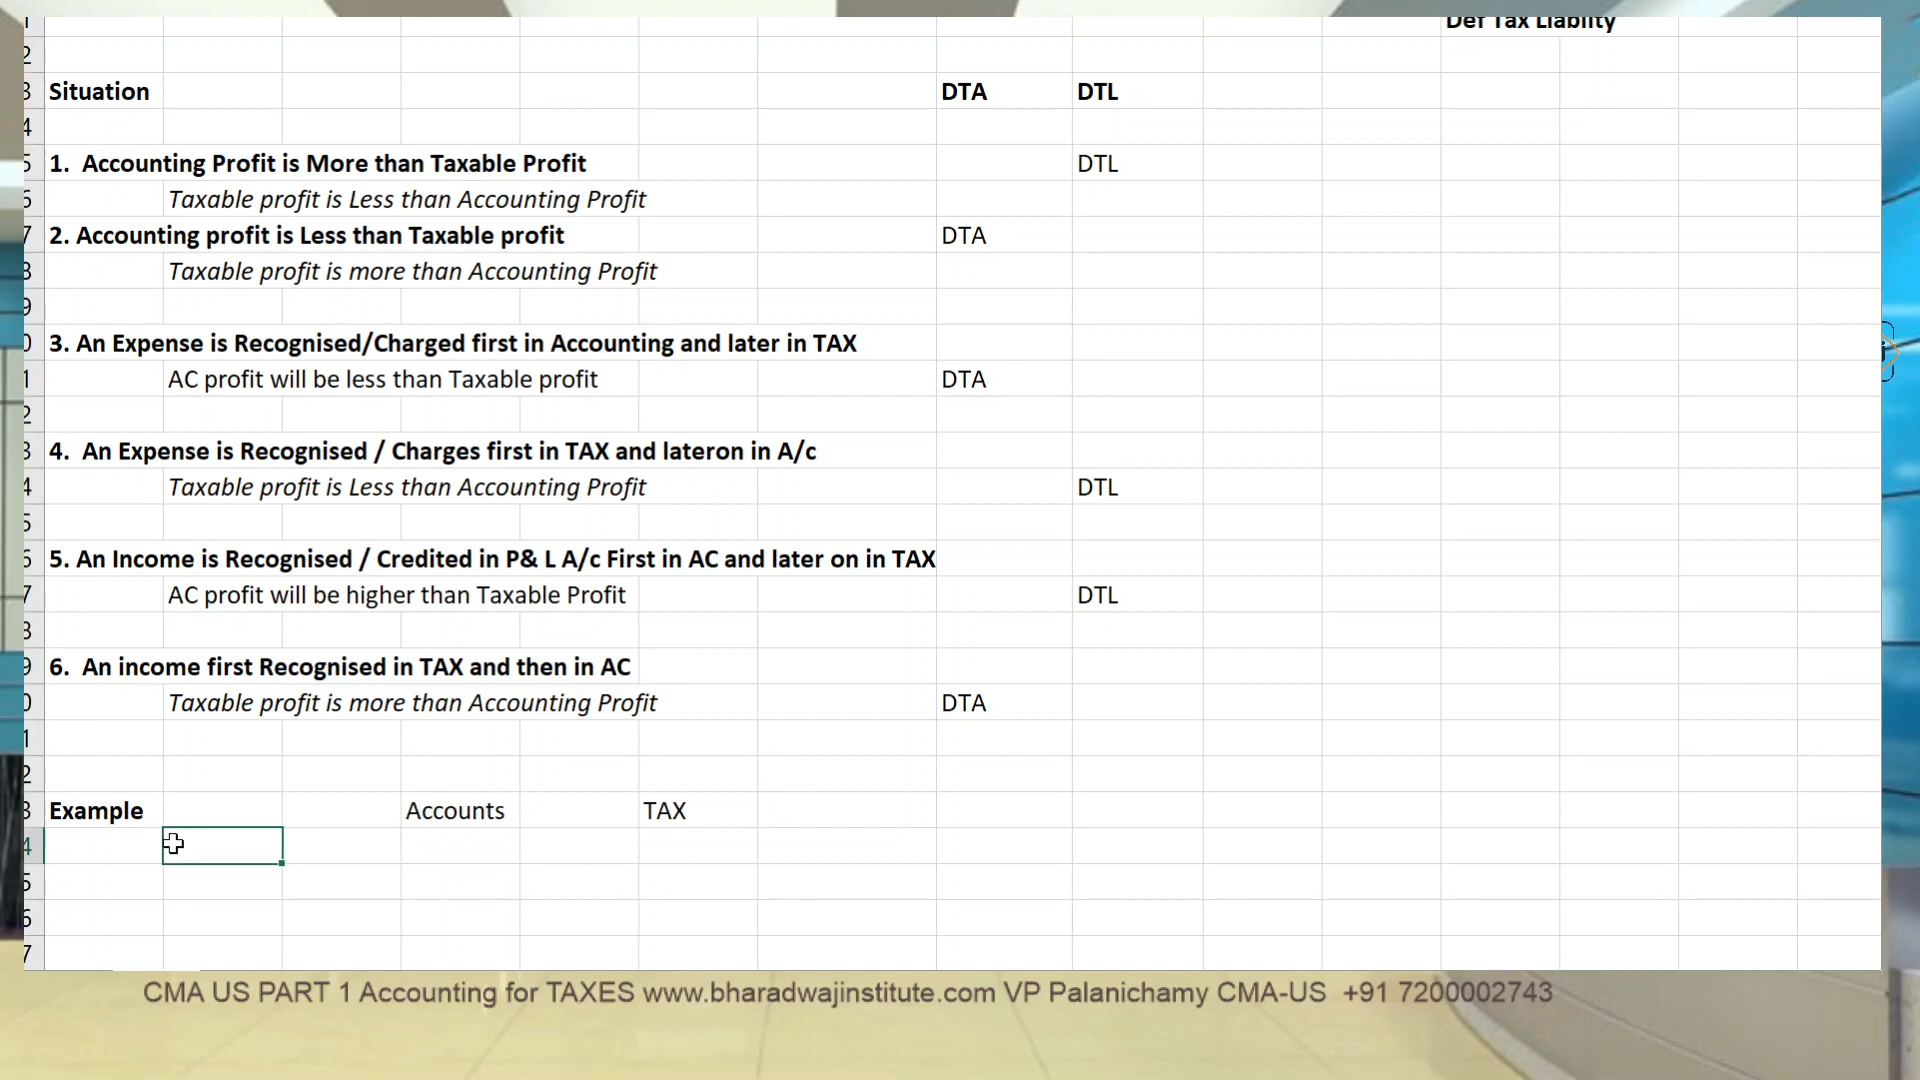 Def Tax Liablity
Situation DTA DTL
1. Accounting Profit is More than Taxable Profit DTL
Taxable profit is Less than Accounting Profit
2. Accounting profit is Less than Taxable profit DTA
Taxable profit is more than Accounting Profit
3. An Expense is Recognised/Charged first in Accounting and later in TAX
AC profit will be less than Taxable profit DTA
4. An Expense is Recognised / Charges first in TAX and lateron in A/c
Taxable profit is Less than Accounting Profit DTL
5. An Income is Recognised / Credited in P& L A/c First in AC and later on in TAX
AC profit will be higher than Taxable Profit DTL
6. An income first Recognised in TAX and then in AC
Taxable profit is more than Accounting Profit DTA
Example Accounts TAX
CMA US PART 1 Accounting for TAXES www.bharadwajinstitute.com VP Palanichamy CMA-US +91 7200002743